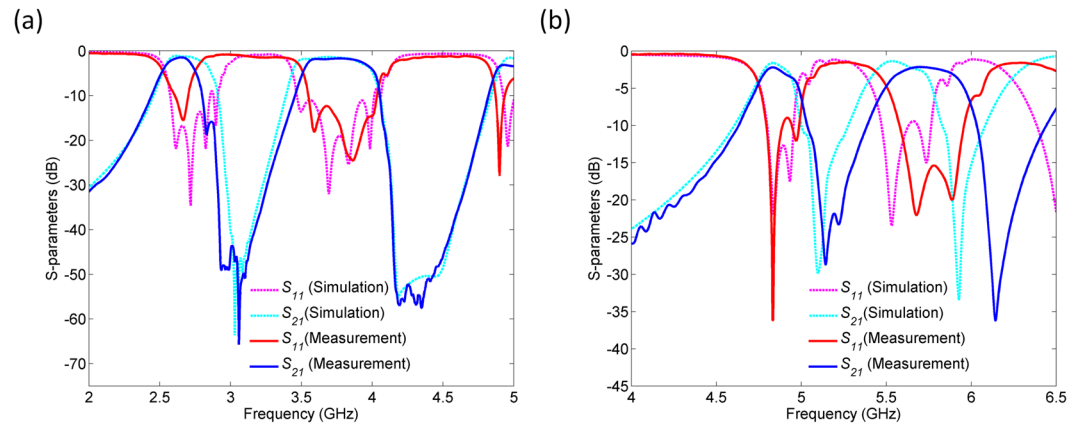 (a)
(b)
0
-10
-20
-30
-40
-50
-60
-70
S-parameters (dB)
2
2.5
3
3.5
4
4.5
5
Frequency (GHz)
S11 (Simulation)
S21(Simulation)
S11 (Measurement)
S21 (Measurement)
0
-5
-10
-15
-20
-25
-30
-35
-40
-45
S-parameters (dB)
4
4.5
5
5.5
6
6.5
Frequency (GHz)
S11 (Simulation)
S21(Simulation)
S11 (Measurement)
S21 (Measurement)